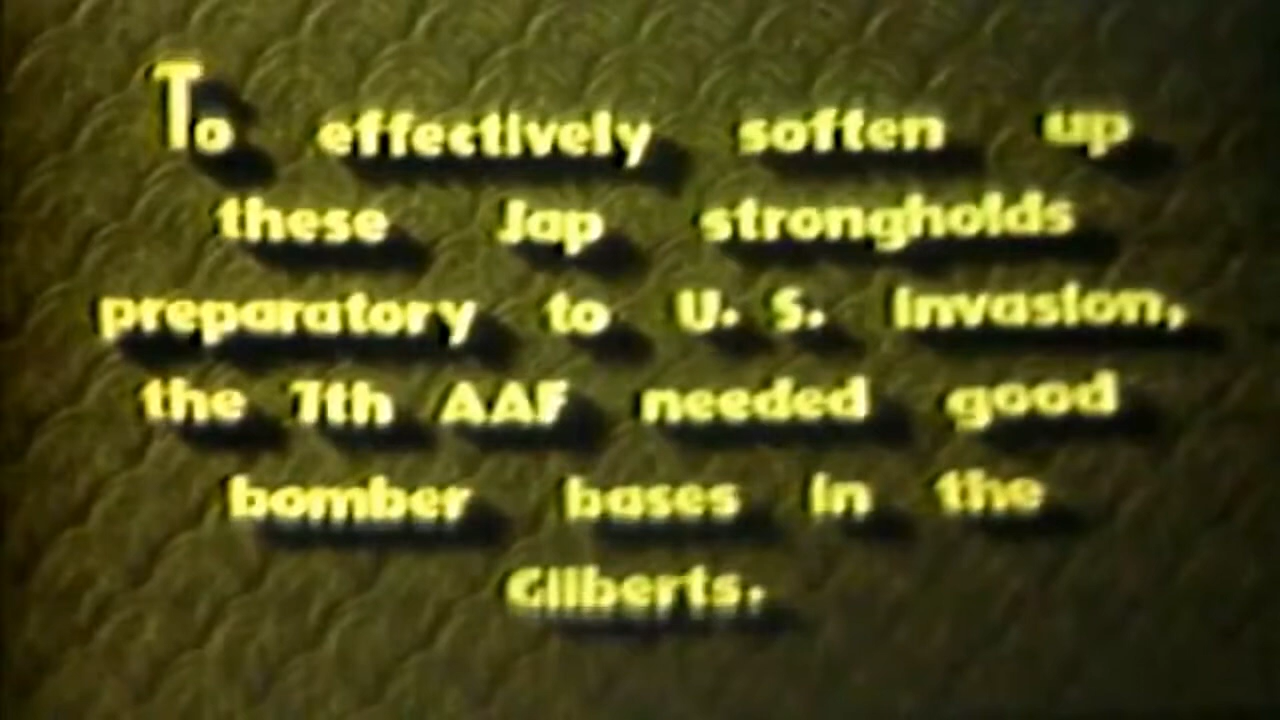 To effectively soften up
these Jap strongholds
preparatory to U. S. invasion,
the 7th AAF needed good
bomber bases in the
Gilberts.